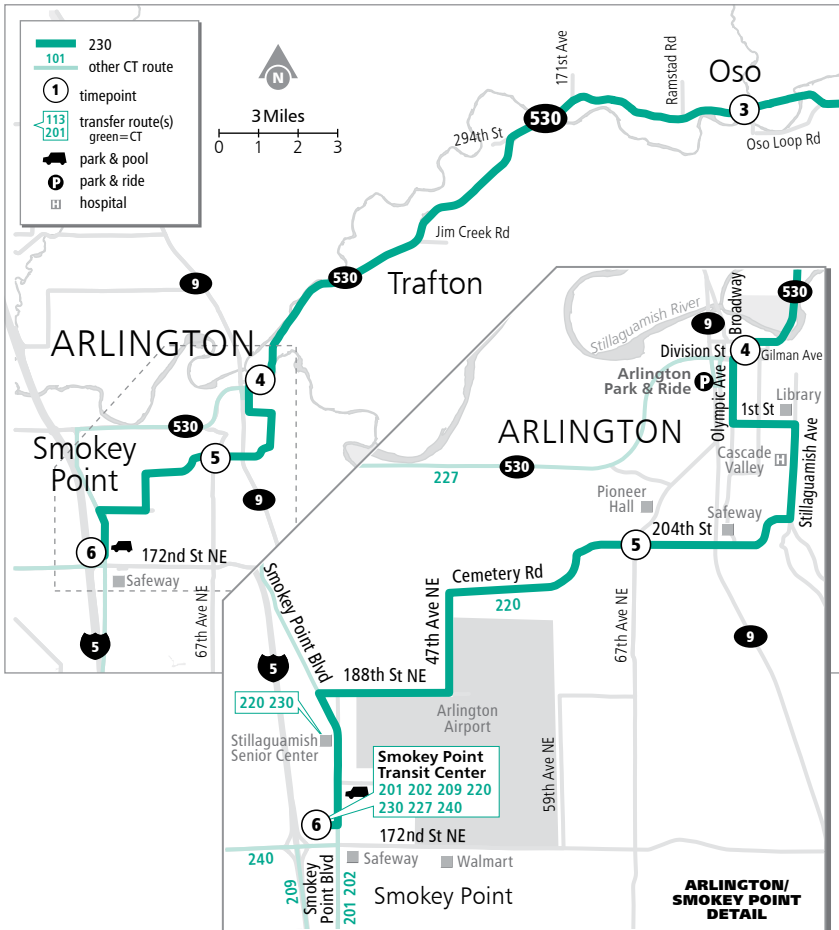 230
101
other CT route
1
timepoint
113
201
transfer route(s)
green=CT
park & pool
P
park & ride
H
hospital
N
3 Miles
0 1 2 3
171st Ave
Ramstad Rd
Oso
530
3
294th St
Oso Loop Rd
Jim Creek Rd
530
Trafton
9
ARLINGTON
4
530
Smokey
Point
5
9
6
172nd St NE
Safeway
67th Ave NE
5
530
Stillaguamish River
9
Broadway
Division St
4
Gilman Ave
Arlington
Park & Ride
P
Olympic Ave
Library
1st St
ARLINGTON
Cascade
Valley
H
Stillaguamish Ave
530
227
Pioneer
Hall
Safeway
204th St
5
Cemetery Rd
220
47th Ave NE
67th Ave NE
9
Smokey Point Blvd
5
188th St NE
220 230
Arlington
Airport
Stillaguamish
Senior Center
Smokey Point
Transit Center
201 202 209 220
230 227 240
59th Ave NE
6
172nd St NE
240
Safeway
Walmart
209
Smokey
Point Blvd
201 202
Smokey Point
ARLINGTON/
SMOKEY POINT
DETAIL